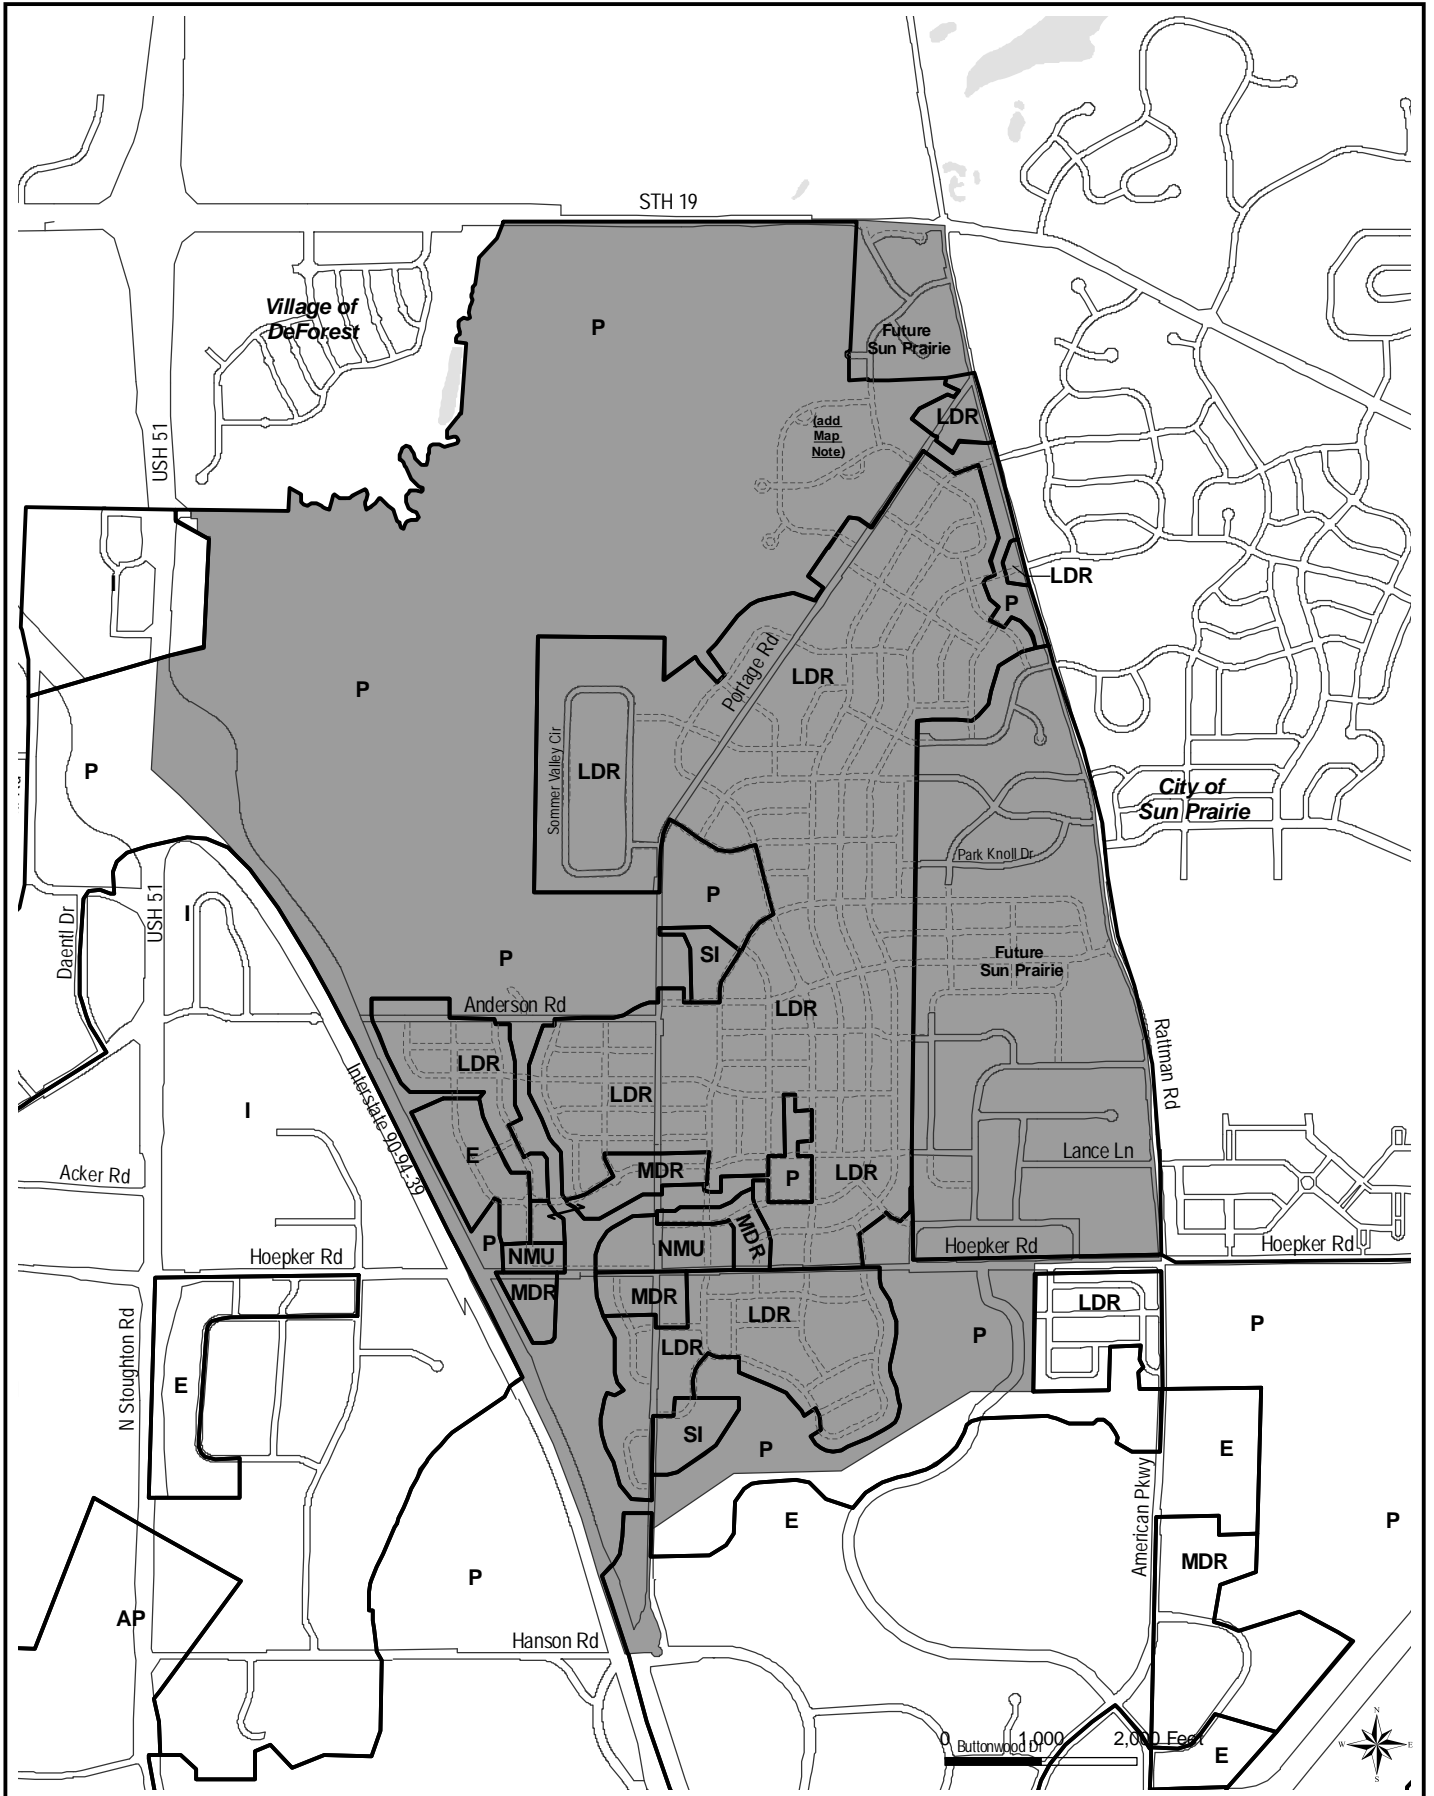 STH 19
Village of
DeForest
P
Future
Sun Prairie
(add
Map
Note)
LDR
USH 51
I
LDR
P
Portage Rd
LDR
P
Sommer Valley Cir
LDR
P
City of
Sun Prairie
Park Knoll Dr
P
USH 51
I
Daentl Dr
SI
P
Future
Sun Prairie
Anderson Rd
LDR
Rattman Rd
LDR
LDR
Interstate 90-94-39
I
E
MDR
P
LDR
Lance Ln
Acker Rd
P
NMU
NMU
MDR
Hoepker Rd
Hoepker Rd
Hoepker Rd
MDR
MDR
LDR
LDR
P
P
LDR
N Stoughton Rd
E
SI
P
E
American Pkwy
E
P
MDR
P
AP
Hanson Rd
0
1,000
2,000 Feet
Buttonwood Dr
E
N
W
E
S